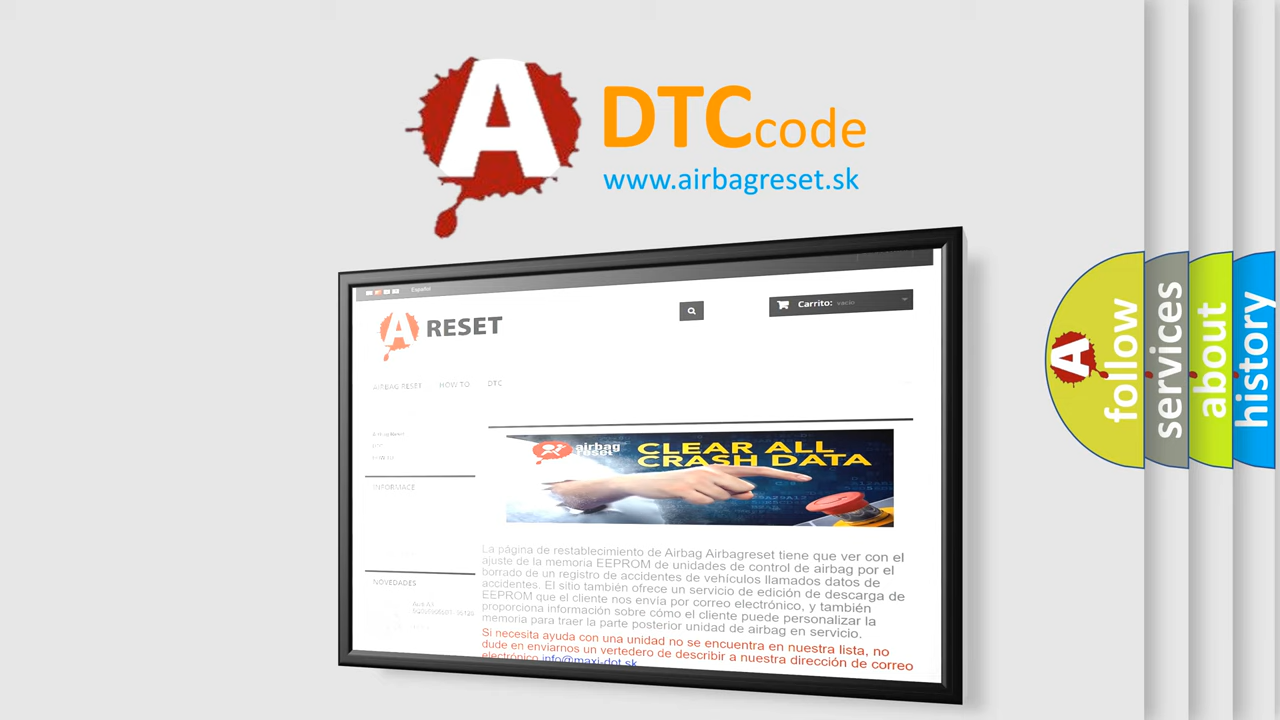 A DTCcode
www.airbagreset.sk
Español
A RESET
Carrito: vacío
AIRBAG RESET HOW TO DTC
HOW TO
INFORMACE
airbag
reset
CLEAR ALL
CRASH DATA
La página de restablecimiento de Airbag Airbagreset tiene que ver con el
ajuste de la memoria EEPROM de unidades de control de airbag por el
borrado de un registro de accidentes de vehículos llamados datos de
accidentes. El sitio también ofrece un servicio de edición de descarga de
EEPROM que el cliente nos envía por correo electrónico, y también
proporciona información sobre cómo el cliente puede personalizar la
memoria para traer la parte posterior unidad de airbag en servicio.
Si necesita ayuda con una unidad no se encuentra en nuestra lista, no
dude en enviarnos un vertedero de describir a nuestra dirección de correo
electrónico info@maxi-dot.sk
NOVEDADES
A follow
services
about
history